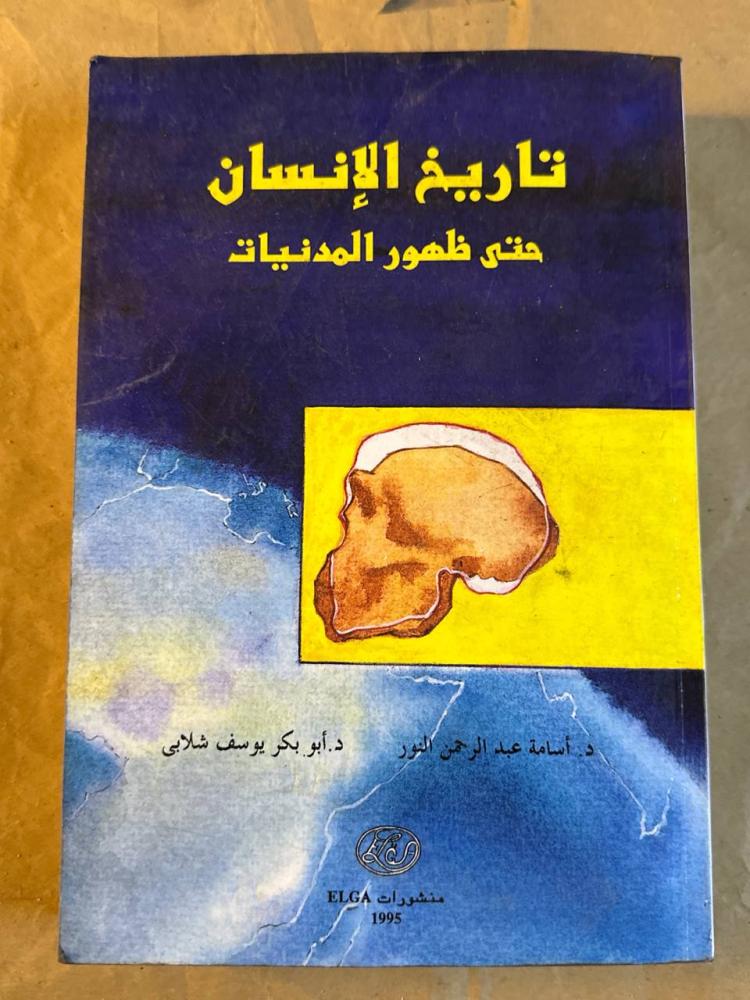 تاريخ الإنسان
حتى ظهور المدنيات
د. أسامة عبد الرحمن النور د. أبو بكر يوسف شلابى
منشورات ELGA
1995